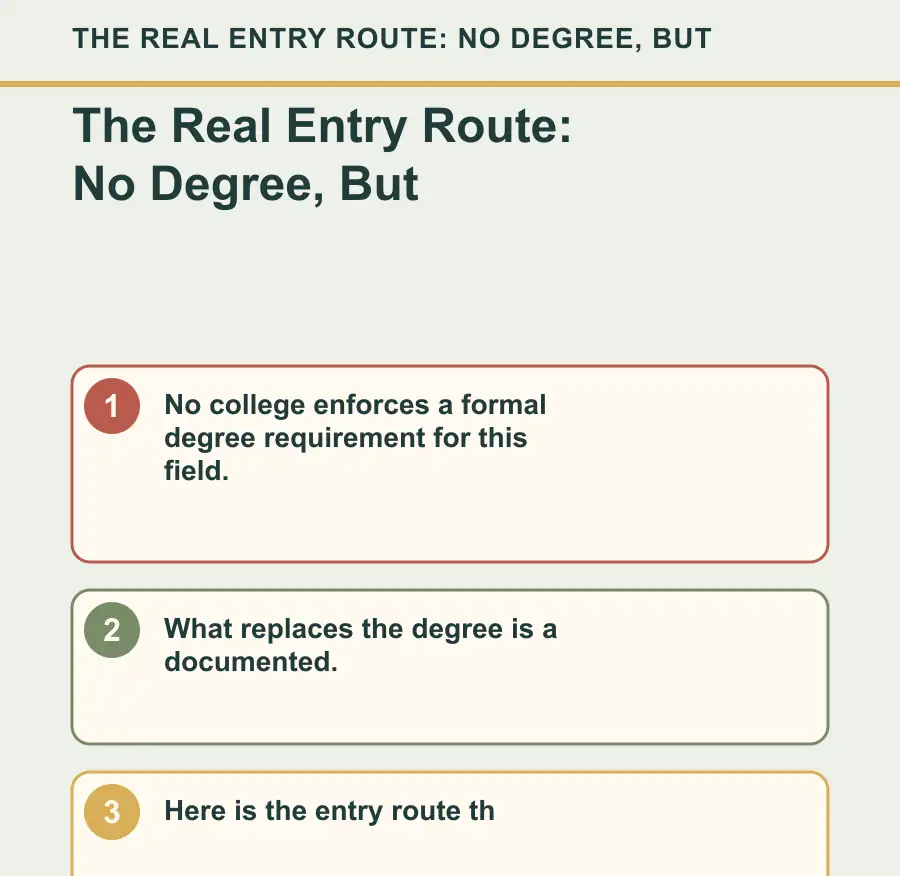 THE REAL ENTRY ROUTE: NO DEGREE, BUT
The Real Entry Route:
No Degree, But
1
No college enforces a formal
degree requirement for this
field.
2
What replaces the degree is a
documented.
3
Here is the entry route th